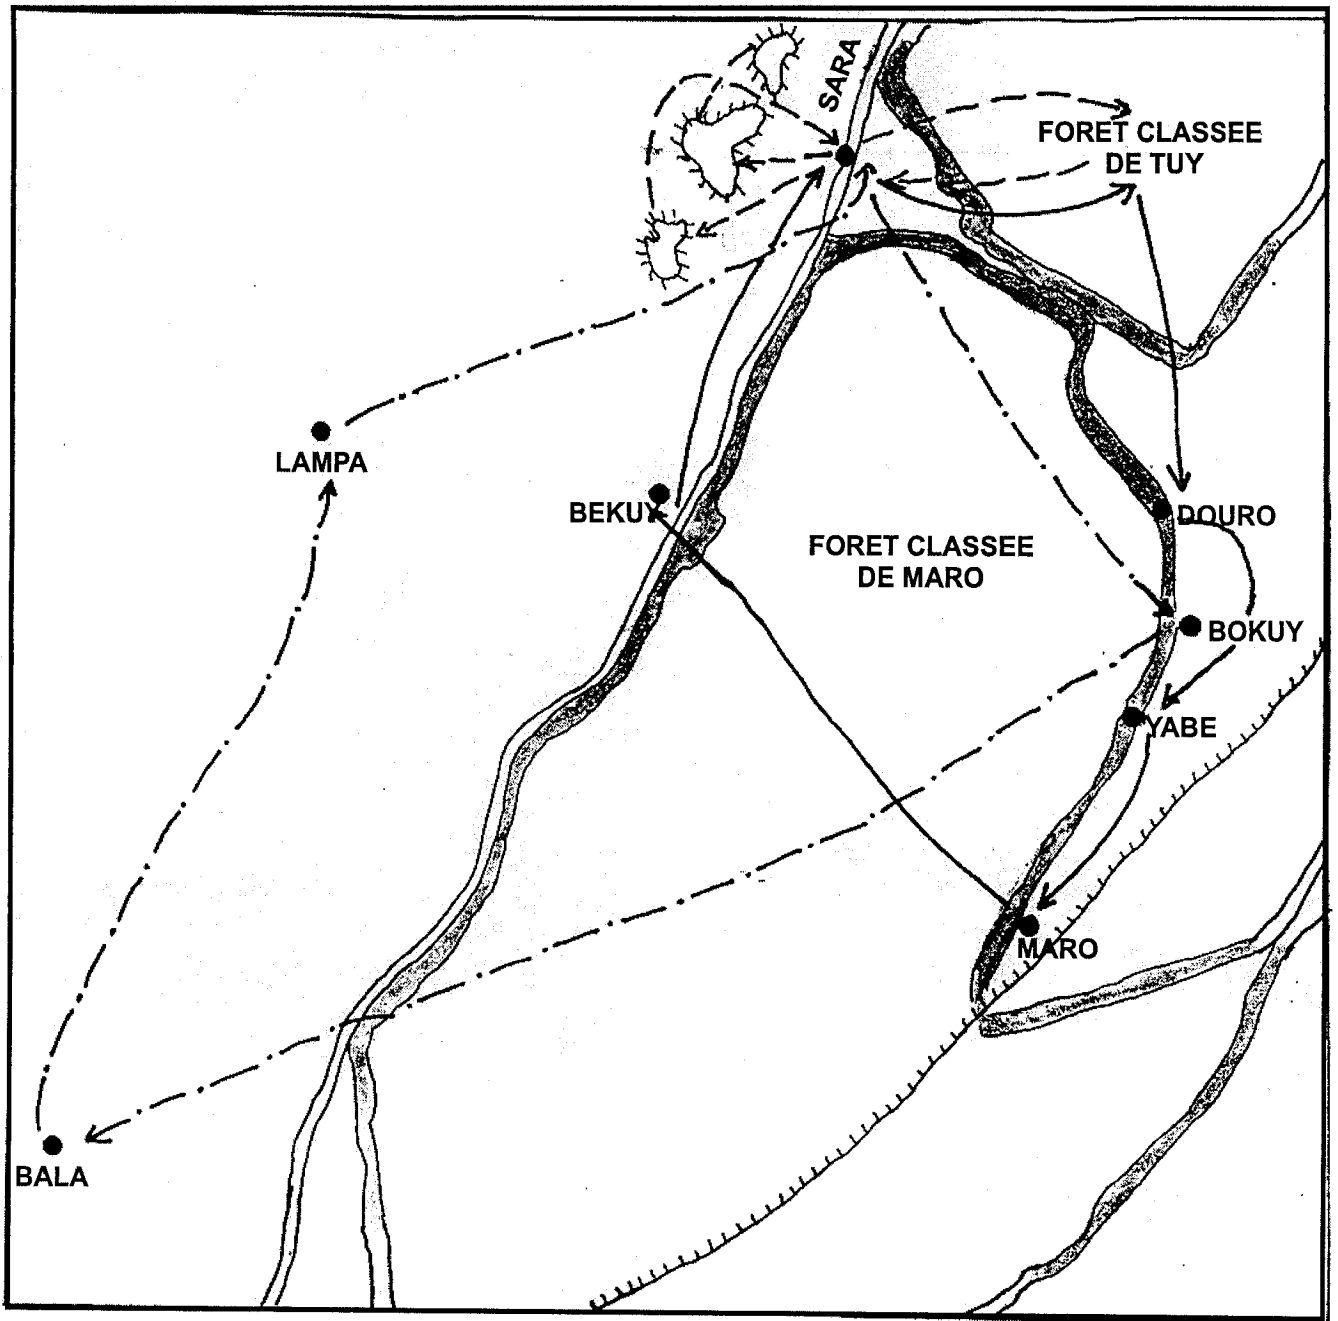 SARA
FORET CLASSEE
DE TUY
LAMPA
BEKUY
DOURO
FORET CLASSEE
DE MARO
BOKUY
YABE
MARO
BALA